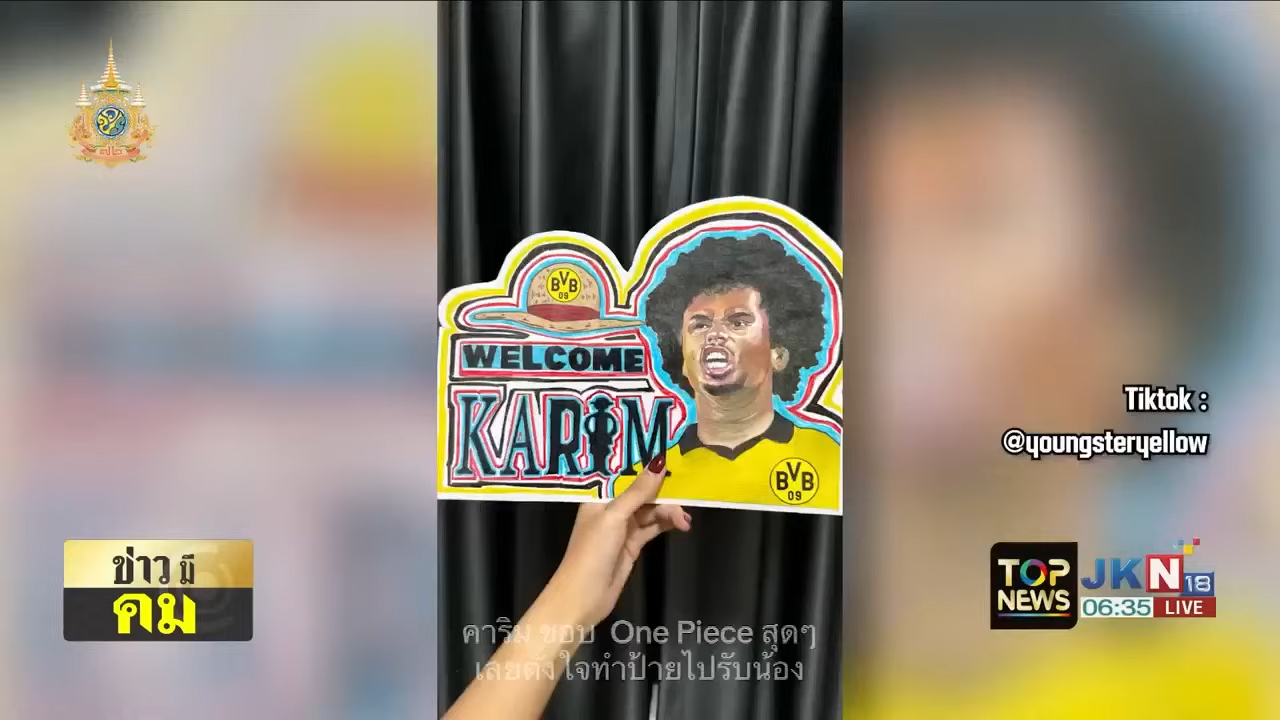 ๗๒
BVB
09
WELCOME
KARIM
BVB
09
Tiktok :
@youngsteryellow
ข่าวมี
คม
TOP
NEWS
JKN
18
06:35
LIVE
คาริม ชอบ One Piece สุดๆ
เลยตั้งใจทำป้ายไปรับน้อง